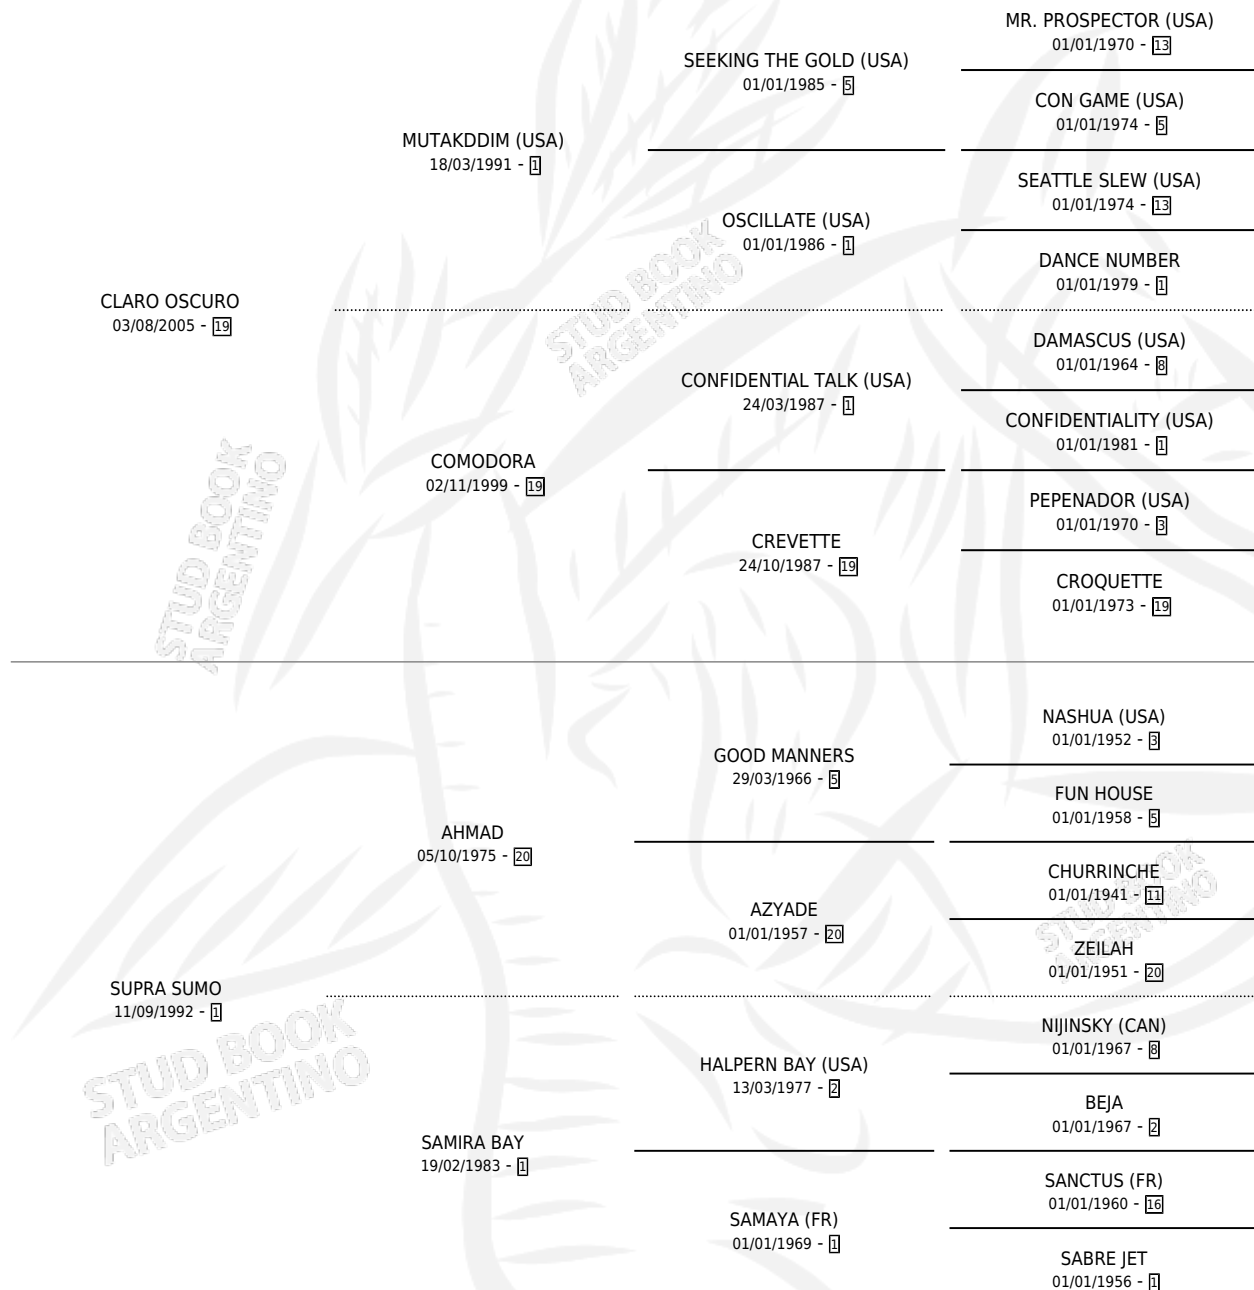 MR. PROSPECTOR (USA)
01/01/1970 - 13
SEEKING THE GOLD (USA)
01/01/1985 - 5
CON GAME (USA)
01/01/1974 - 5
MUTAKDDIM (USA)
18/03/1991 - 1
SEATTLE SLEW (USA)
01/01/1974 - 13
OSCILLATE (USA)
01/01/1986 - 1
DANCE NUMBER
01/01/1979 - 1
CLARO OSCURO
03/08/2005 - 19
STUD BOOK
ARGENTINO
DAMASCUS (USA)
01/01/1964 - 8
CONFIDENTIAL TALK (USA)
24/03/1987 - 1
CONFIDENTIALITY (USA)
01/01/1981 - 1
COMODORA
02/11/1999 - 19
PEPENADOR (USA)
01/01/1970 - 3
CREVETTE
24/10/1987 - 19
CROQUETTE
01/01/1973 - 19
STUD BOOK
ARGENTINO
NASHUA (USA)
01/01/1952 - 3
GOOD MANNERS
29/03/1966 - 5
FUN HOUSE
01/01/1958 - 5
AHMAD
05/10/1975 - 20
CHURRINCHE
01/01/1941 - 11
AZYADE
01/01/1957 - 20
STUD BOOK
ARGENTINO
ZEILAH
01/01/1951 - 20
SUPRA SUMO
11/09/1992 - 1
NIJINSKY (CAN)
01/01/1967 - 8
HALPERN BAY (USA)
13/03/1977 - 2
BEJA
01/01/1967 - 2
STUD BOOK
ARGENTINO
SAMIRA BAY
19/02/1983 - 1
SANCTUS (FR)
01/01/1960 - 16
SAMAYA (FR)
01/01/1969 - 1
SABRE JET
01/01/1956 - 1